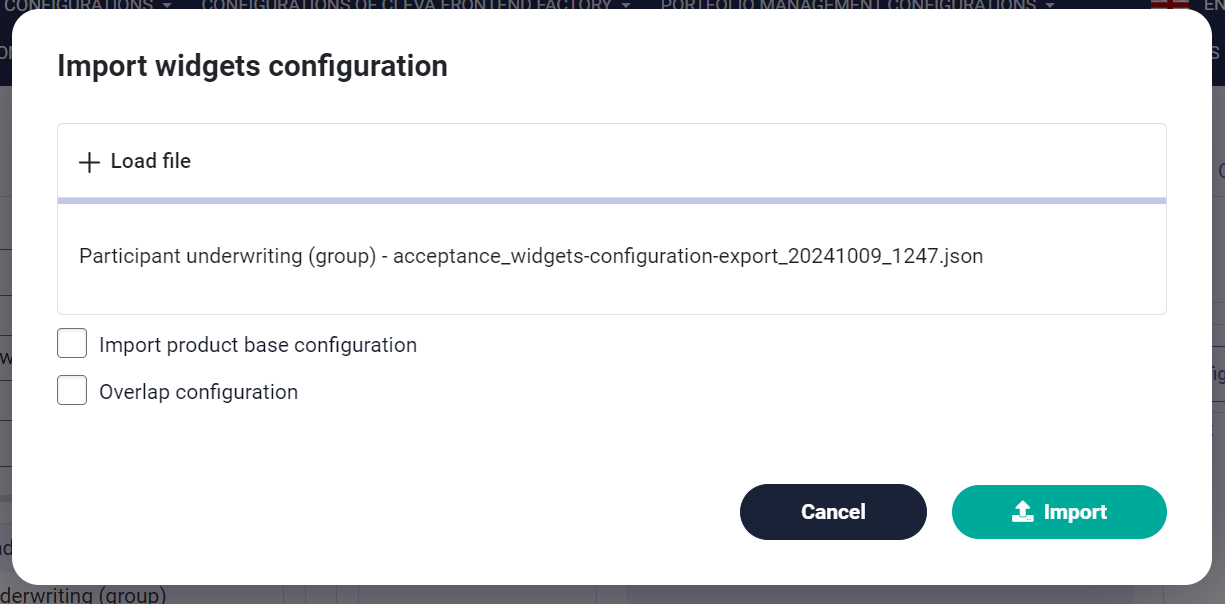 CONFIGURATIONS CONFIGURATIONS OF CLEVA FRONTEND FACTORY PORTFOLIO MANAGEMENT CONFIGURATIONS EN
Import widgets configuration
Load file
Participant underwriting (group) - acceptance_widgets-configuration-export_20241009_1247.json
Import product base configuration
Overlap configuration
Cancel Import
derwriting (group)